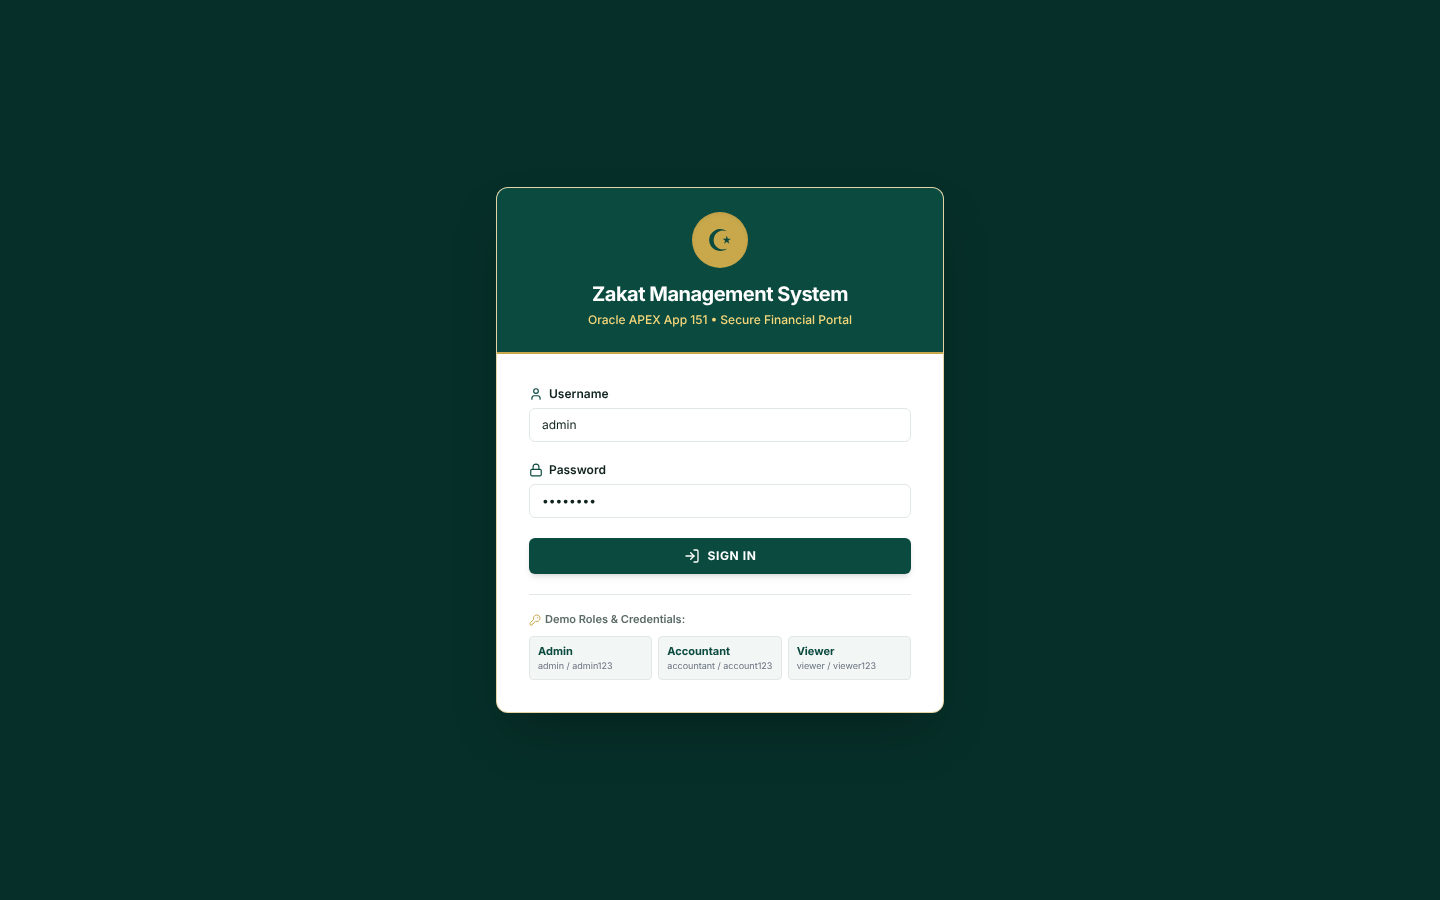 Zakat Management System
Oracle APEX App 151 • Secure Financial Portal
Username
admin
Password
••••••••
SIGN IN
Demo Roles & Credentials:
Admin
admin / admin123
Accountant
accountant / account123
Viewer
viewer / viewer123